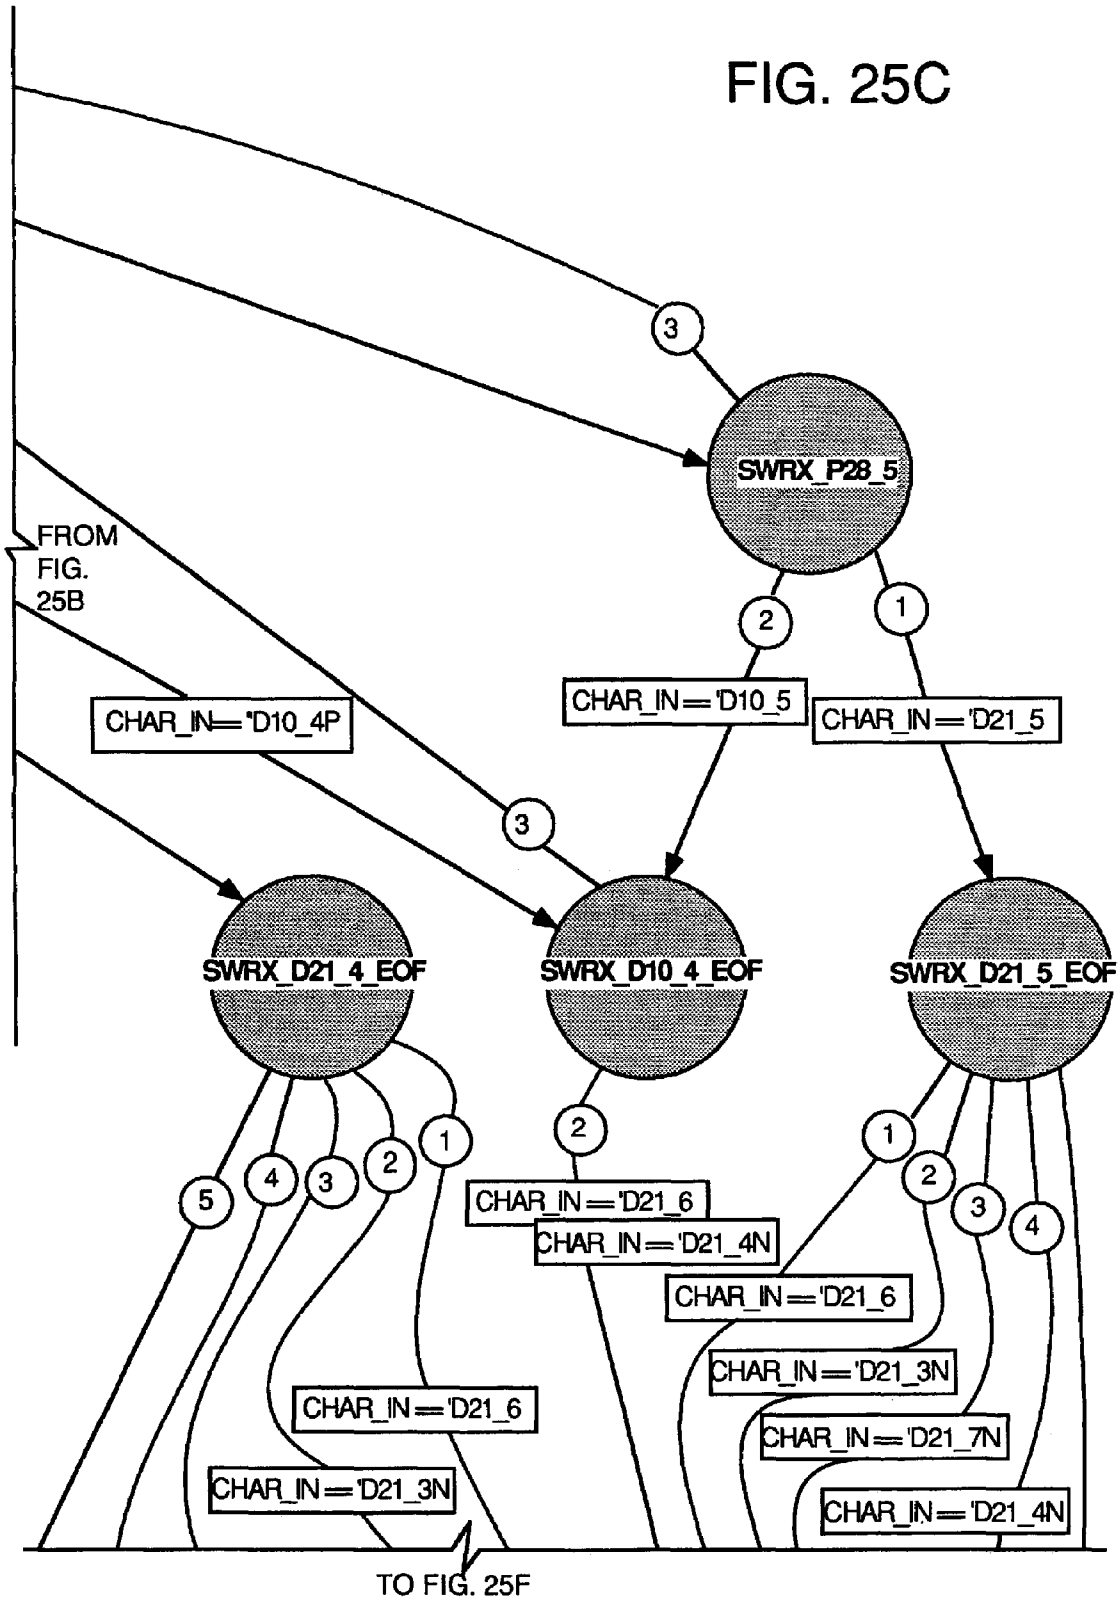 FIG. 25C
3
SWRX_P28_5
FROM
FIG.
25B
2
1
CHAR_IN=='D10_5
CHAR_IN=='D21_5
CHAR_IN=='D10_4P
3
SWRX_D21_4_EOF
SWRX_D10_4_EOF
SWRX_D21_5_EOF
5
4
3
2
1
2
1
2
3
4
CHAR_IN=='D21_6
CHAR_IN=='D21_4N
CHAR_IN=='D21_6
CHAR_IN=='D21_3N
CHAR_IN=='D21_6
CHAR_IN=='D21_7N
CHAR_IN=='D21_3N
CHAR_IN=='D21_4N
TO FIG. 25F